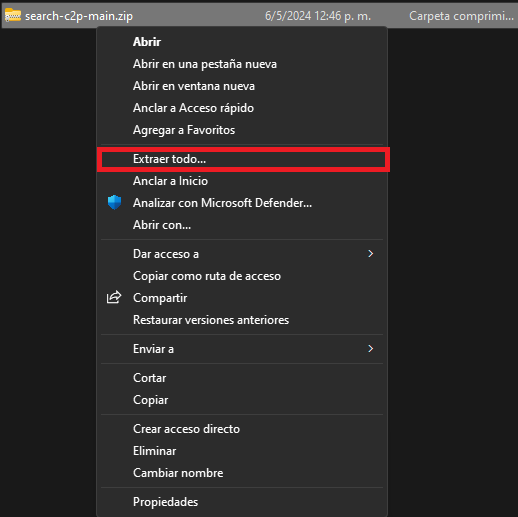 search-c2p-main.zip 6/5/2024 12:46 p. m. Carpeta comprimi...
Abrir
Abrir en una pestaña nueva
Abrir en ventana nueva
Anclar a Acceso rápido
Agregar a Favoritos
Extraer todo...
Anclar a Inicio
Analizar con Microsoft Defender...
Abrir con...
Dar acceso a
Copiar como ruta de acceso
Compartir
Restaurar versiones anteriores
Enviar a
Cortar
Copiar
Crear acceso directo
Eliminar
Cambiar nombre
Propiedades